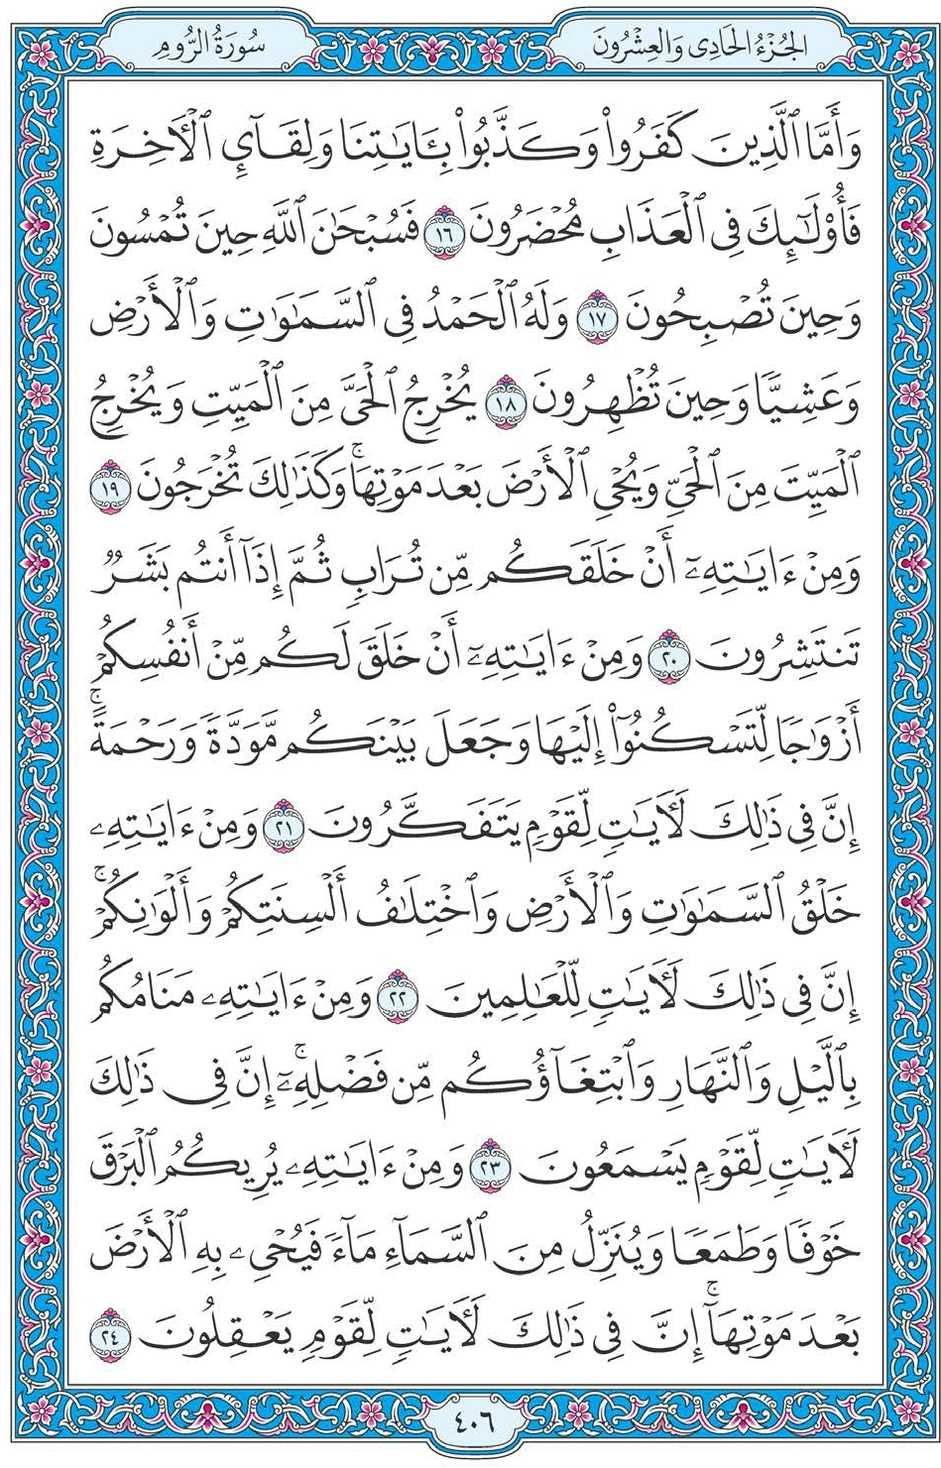 الجُزْءُ الحَادِى وَالعِشْرُونَ
سُورَةُ الرُّومِ
وَأَمَّا ٱلَّذِينَ كَفَرُواْ وَكَذَّبُواْ بِـَٔايَٰتِنَا وَلِقَآيِٕ ٱلْأَخِرَةِ
فَأُوْلَٰٓئِكَ فِى ٱلْعَذَابِ مُحْضَرُونَ ١٦ فَسُبْحَٰنَ ٱللَّهِ حِينَ تُمْسُونَ
وَحِينَ تُصْبِحُونَ ١٧ وَلَهُ ٱلْحَمْدُ فِى ٱلسَّمَٰوَٰتِ وَٱلْأَرْضِ
وَعَشِيًّا وَحِينَ تُظْهِرُونَ ١٨ يُخْرِجُ ٱلْحَىَّ مِنَ ٱلْمَيِّتِ وَيُخْرِجُ
ٱلْمَيِّتَ مِنَ ٱلْحَىِّ وَيُحْىِ ٱلْأَرْضَ بَعْدَ مَوْتِهَاۚ وَكَذَٰلِكَ تُخْرَجُونَ ١٩
وَمِنْ ءَايَٰتِهِۦٓ أَنْ خَلَقَكُم مِّن تُرَابٍ ثُمَّ إِذَآ أَنتُم بَشَرٌ
تَنتَشِرُونَ ٢٠ وَمِنْ ءَايَٰتِهِۦٓ أَنْ خَلَقَ لَكُم مِّنْ أَنفُسِكُمْ
أَزْوَٰجًا لِّتَسْكُنُوٓاْ إِلَيْهَا وَجَعَلَ بَيْنَكُم مَّوَدَّةً وَرَحْمَةًۚ
إِنَّ فِى ذَٰلِكَ لَأَيَٰتٍ لِّقَوْمٍ يَتَفَكَّرُونَ ٢١ وَمِنْ ءَايَٰتِهِۦ
خَلْقُ ٱلسَّمَٰوَٰتِ وَٱلْأَرْضِ وَٱخْتِلَٰفُ أَلْسِنَتِكُمْ وَأَلْوَٰنِكُمْۚ
إِنَّ فِى ذَٰلِكَ لَأَيَٰتٍ لِّلْعَٰلِمِينَ ٢٢ وَمِنْ ءَايَٰتِهِۦ مَنَامُكُم
بِٱلَّيْلِ وَٱلنَّهَارِ وَٱبْتِغَآؤُكُم مِّن فَضْلِهِۦٓۚ إِنَّ فِى ذَٰلِكَ
لَأَيَٰتٍ لِّقَوْمٍ يَسْمَعُونَ ٢٣ وَمِنْ ءَايَٰتِهِۦ يُرِيكُمُ ٱلْبَرْقَ
خَوْفًا وَطَمَعًا وَيُنَزِّلُ مِنَ ٱلسَّمَآءِ مَآءً فَيُحْىِۦ بِهِ ٱلْأَرْضَ
بَعْدَ مَوْتِهَآۚ إِنَّ فِى ذَٰلِكَ لَأَيَٰتٍ لِّقَوْمٍ يَعْقِلُونَ ٢٤
٤٠٦